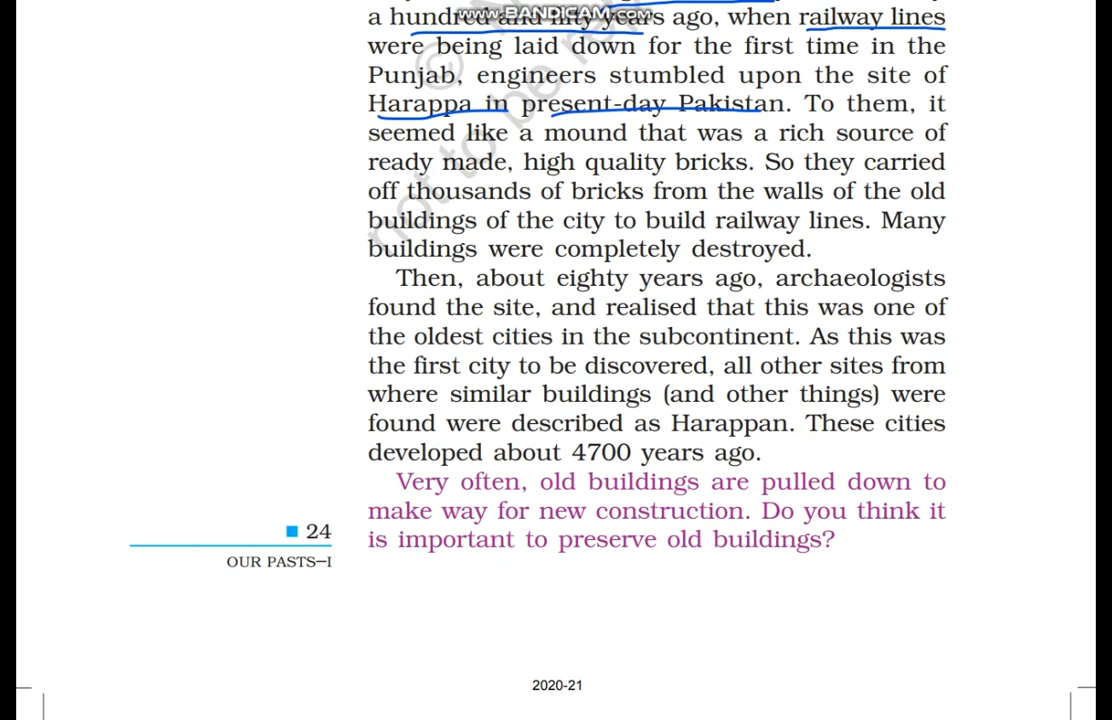 www.BANDICAM.com
a hundred and fifty years ago, when railway lines
were being laid down for the first time in the
Punjab, engineers stumbled upon the site of
Harappa in present-day Pakistan. To them, it
seemed like a mound that was a rich source of
ready made, high quality bricks. So they carried
off thousands of bricks from the walls of the old
buildings of the city to build railway lines. Many
buildings were completely destroyed.
Then, about eighty years ago, archaeologists
found the site, and realised that this was one of
the oldest cities in the subcontinent. As this was
the first city to be discovered, all other sites from
where similar buildings (and other things) were
found were described as Harappan. These cities
developed about 4700 years ago.
Very often, old buildings are pulled down to
make way for new construction. Do you think it
is important to preserve old buildings?
■ 24
OUR PASTS–I
2020-21
©
not to be